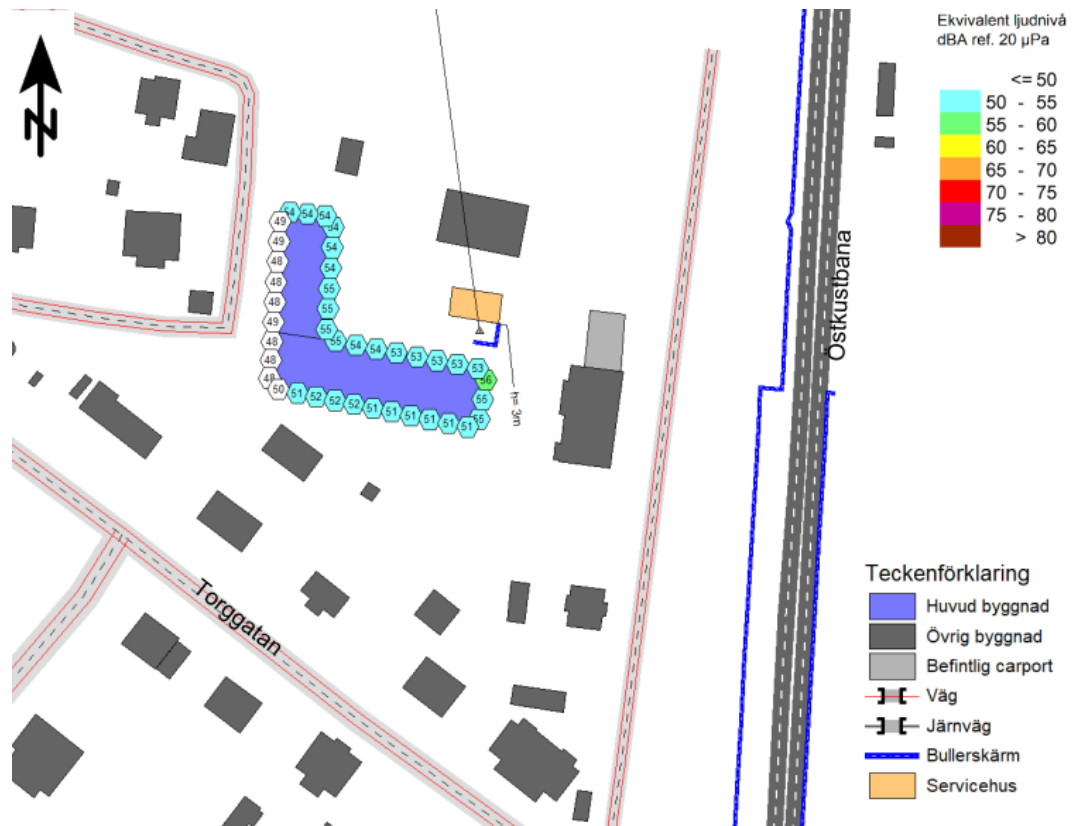 N
Ekvivalent ljudnivå
dBA ref. 20 µPa
<= 50
50 - 55
55 - 60
60 - 65
65 - 70
70 - 75
75 - 80
> 80
54 54 54 54
49
49 54
48 54
48 55
48 55
49 55
48 55 54 54 53 53 53 53 53
48 56
48 55
50 51 52 52 52 51 51 51 51 51 51 55
h= 3m
Östkustbana
Torggatan
Teckenförklaring
Huvud byggnad
Övrig byggnad
Befintlig carport
Väg
Järnväg
Bullerskärm
Servicehus